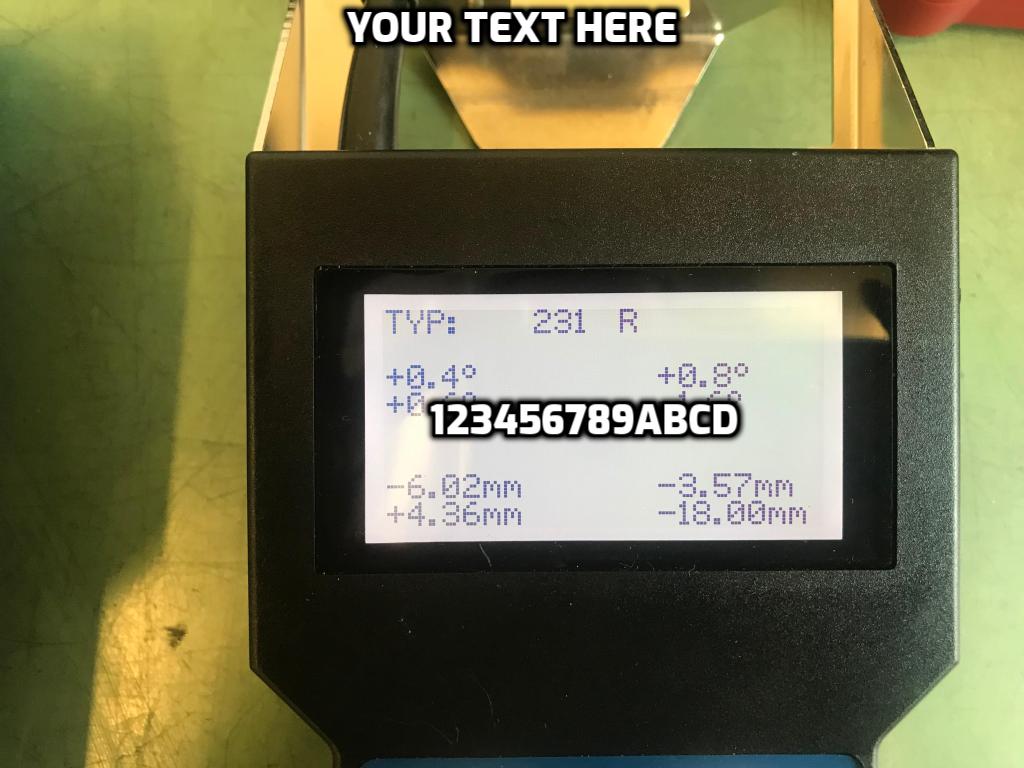 YOUR TEXT HERE
TYP: 231 R
+0.4° +0.8°
123456789ABCD
-6.02mm -3.57mm
+4.36mm -18.00mm